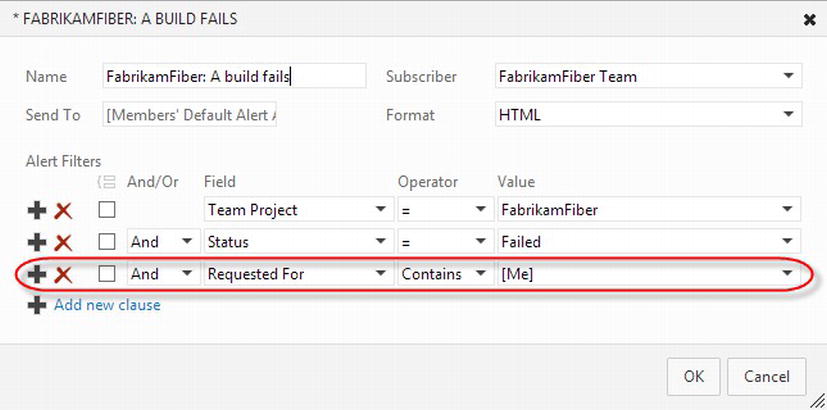 * FABRIKAMFIBER: A BUILD FAILS
Name FabrikamFiber: A build fails Subscriber FabrikamFiber Team
Send To [Members' Default Alert A Format HTML
Alert Filters
And/Or Field Operator Value
Team Project = FabrikamFiber
And Status = Failed
And Requested For Contains [Me]
Add new clause
OK Cancel